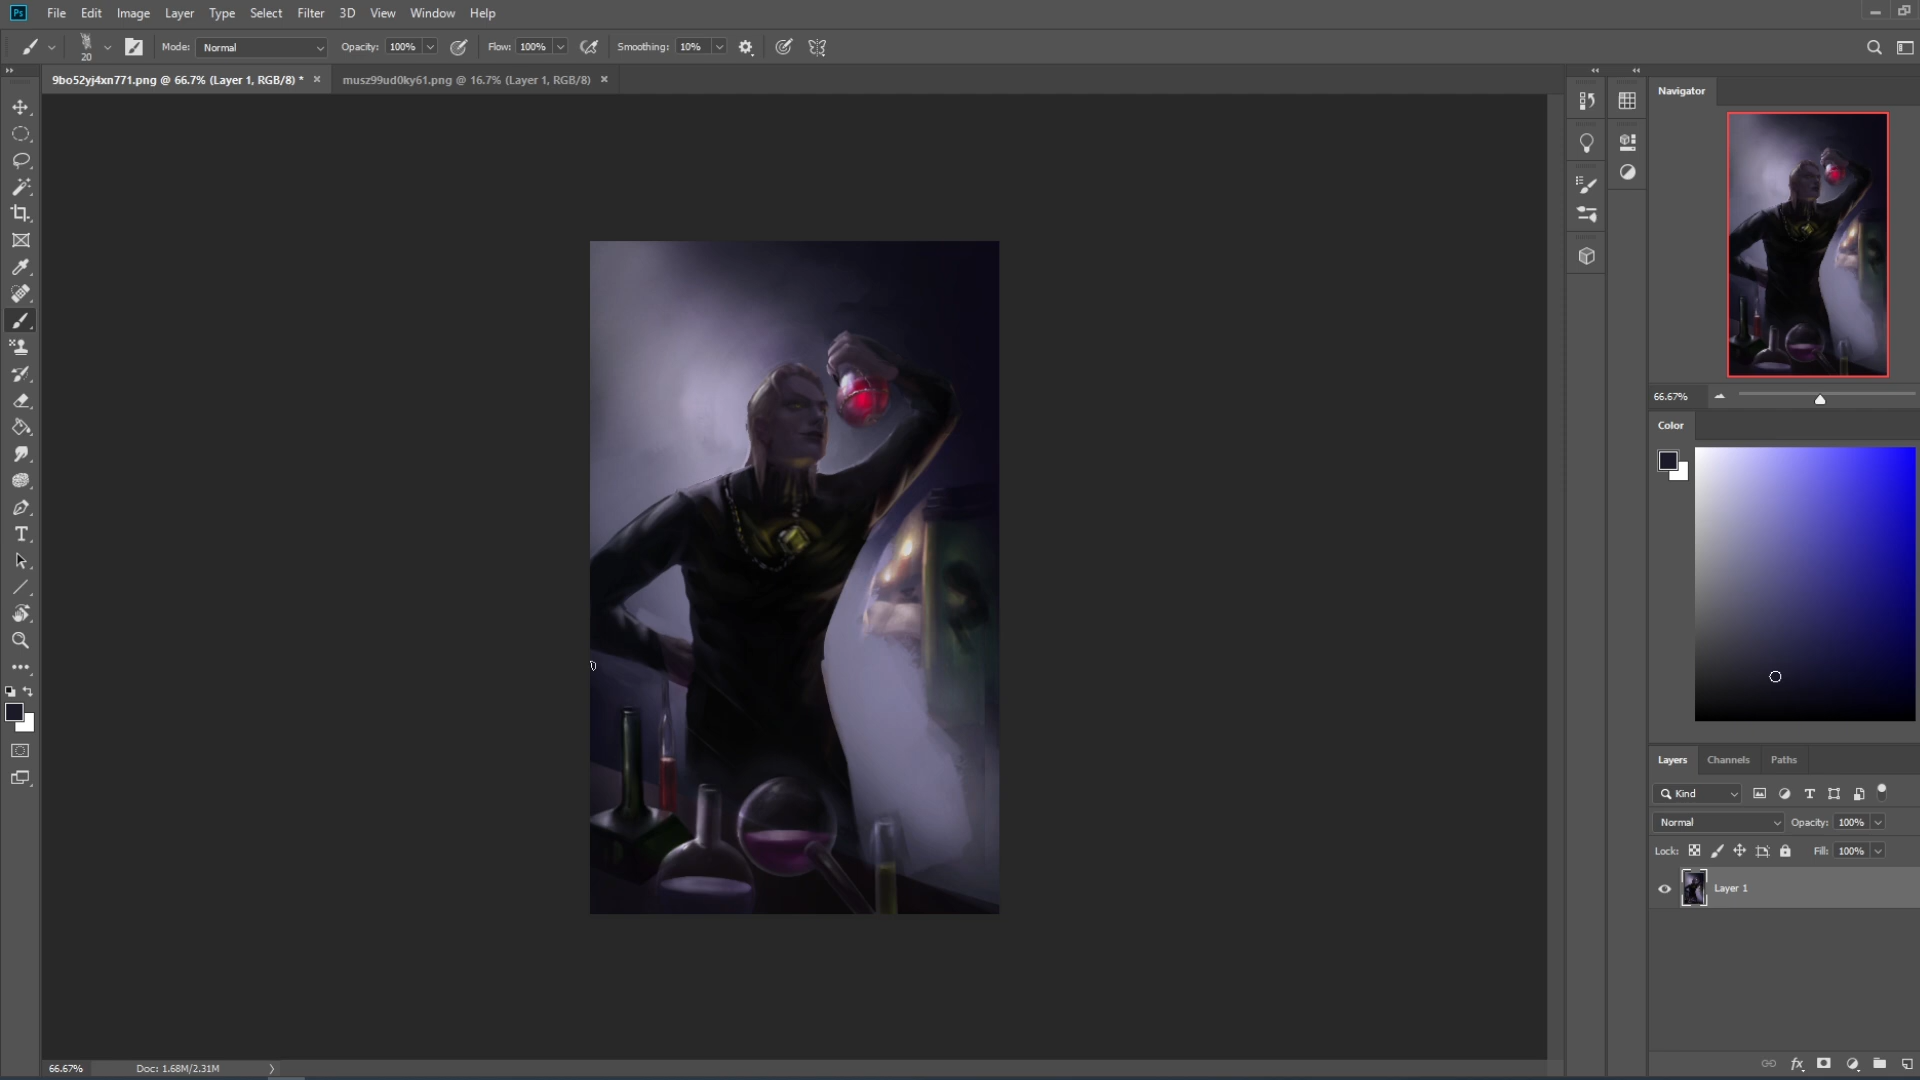 Ps File Edit Image Layer Type Select Filter 3D View Window Help
20 Mode: Normal Opacity: 100% Flow: 100% Smoothing: 10%
9bo52yj4xn771.png @ 66.7% (Layer 1, RGB/8) * × musz99ud0ky61.png @ 16.7% (Layer 1, RGB/8) ×
Navigator
66.67%
Color
Layers Channels Paths
Kind
Normal Opacity: 100%
Lock: Fill: 100%
Layer 1
fx
66.67% Doc: 1.68M/2.31M